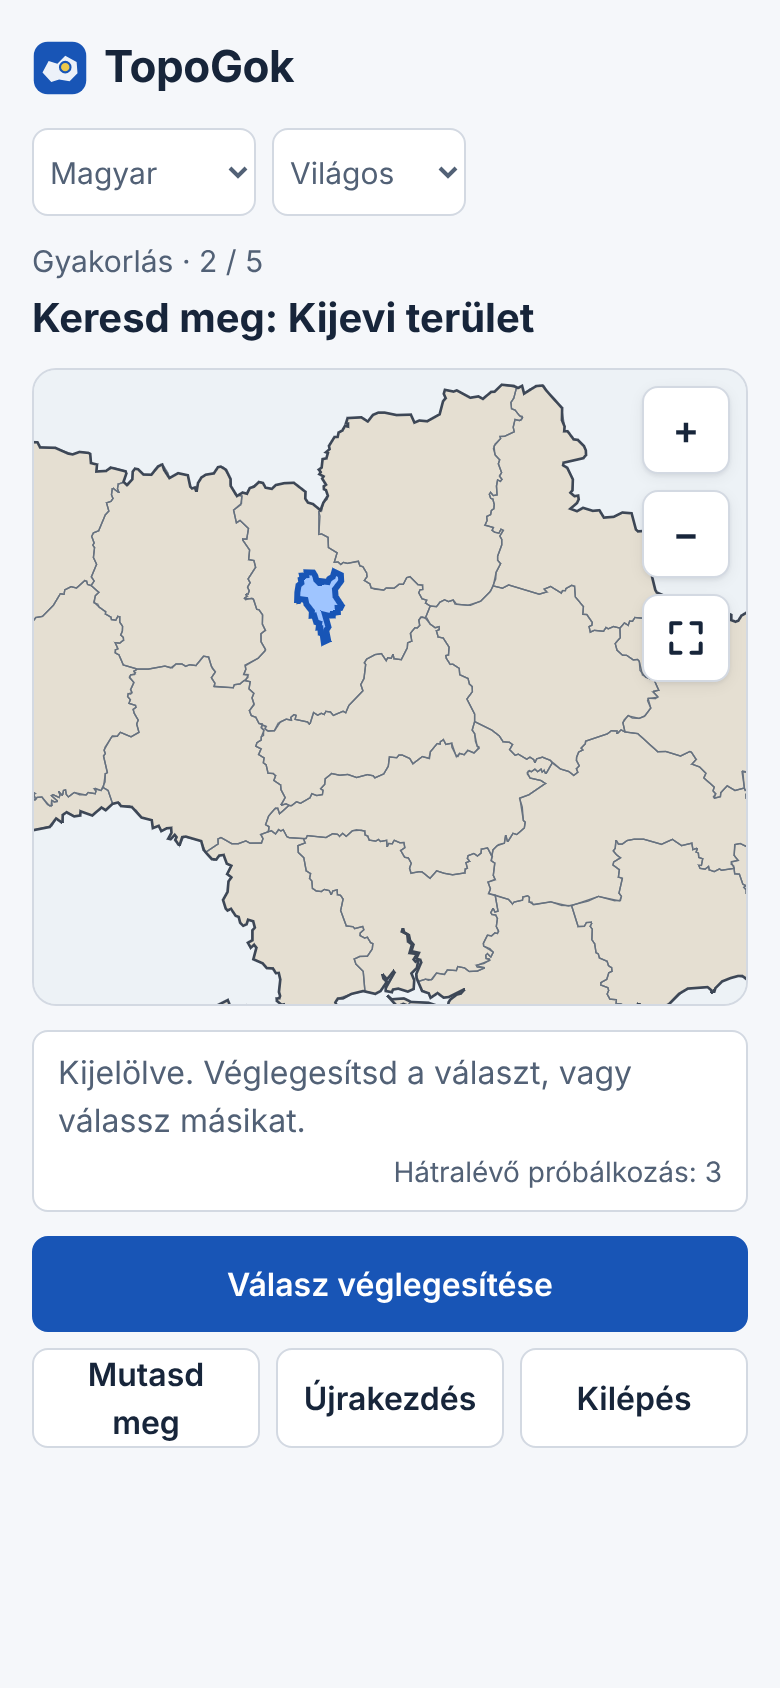 TopoGok
Magyar
Világos
Gyakorlás · 2 / 5
Keresd meg: Kijevi terület
+
−
Kijelölve. Véglegesítsd a választ, vagy
válassz másikat.
Hátralévő próbálkozás: 3
Válasz véglegesítése
Mutasd
meg
Újrakezdés
Kilépés